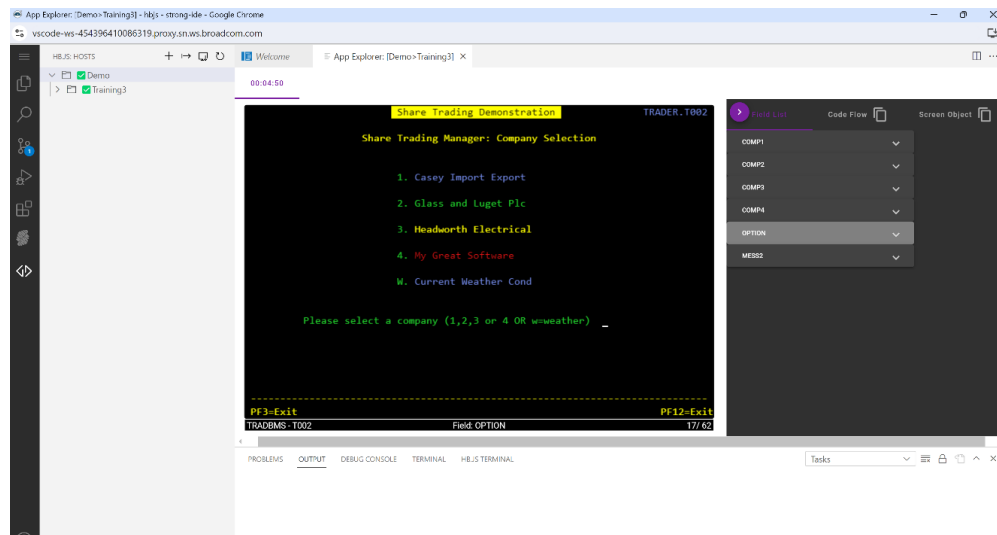 App Explorer: [Demo>Training3] - hbjs - strong-ide - Google Chrome
vscode-ws-454396410086319.proxy.sn.ws.broadcom.com
HBJS: HOSTS
Welcome
App Explorer: [Demo>Training3]
Demo
Training3
00:04:50
Share Trading Demonstration TRADER.T002
Share Trading Manager: Company Selection
1. Casey Import Export
2. Glass and Luget Plc
3. Headworth Electrical
4. My Great Software
W. Current Weather Cond
Please select a company (1,2,3 or 4 OR w=weather) _
PF3=Exit PF12=Exit
TRADBMS - T002 Field: OPTION 17/ 62
Event List Code Flow Screen Object
COMP1
COMP2
COMP3
COMP4
OPTION
MESS2
PROBLEMS OUTPUT DEBUG CONSOLE TERMINAL HBJS TERMINAL Tasks
1